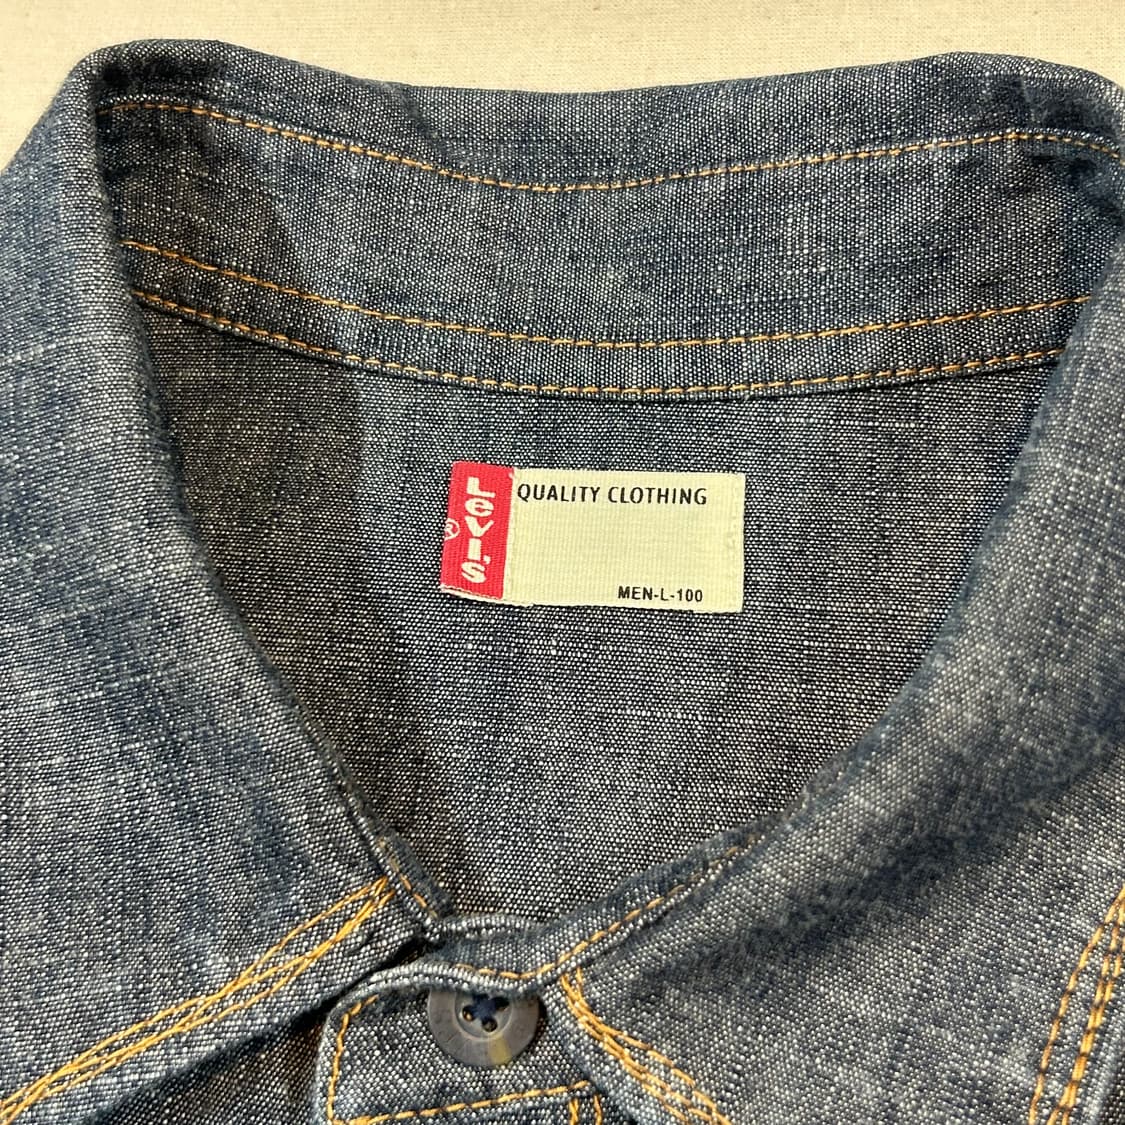 LEVI'S
®
QUALITY CLOTHING
MEN-L-100